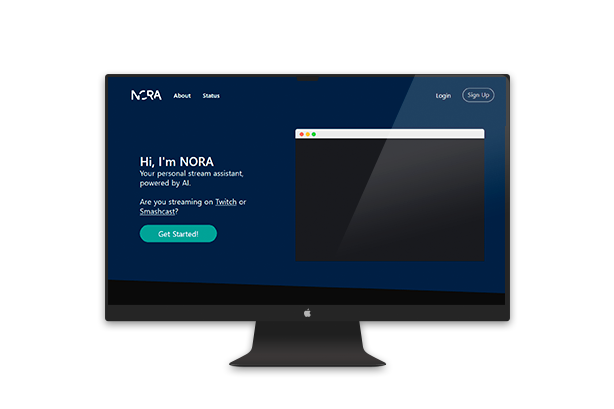 NORA
About
Status
Login
Sign Up
Hi, I'm NORA
Your personal stream assistant,
powered by AI.
Are you streaming on Twitch or
Smashcast?
Get Started!